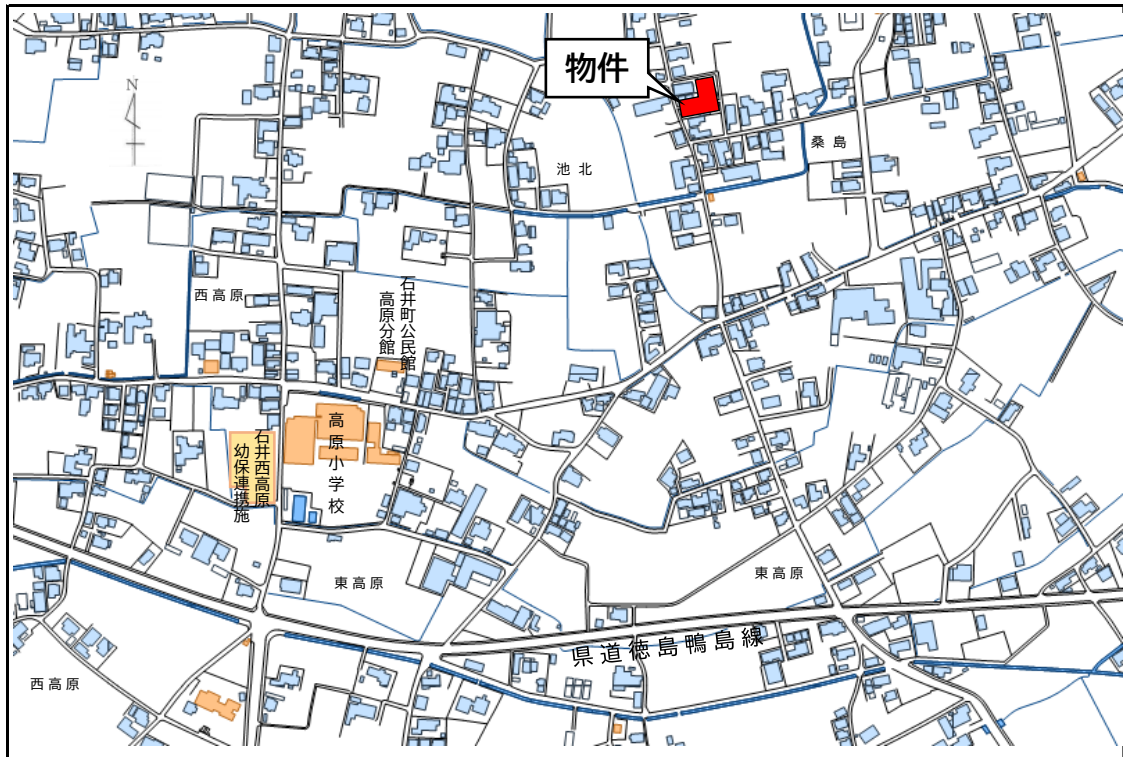 物件
N
桑島
池北
西高原
石井町公民館
高原分館
高原小学校
石井西高原
幼保連携施
東高原
東高原
県道徳島鴨島線
西高原